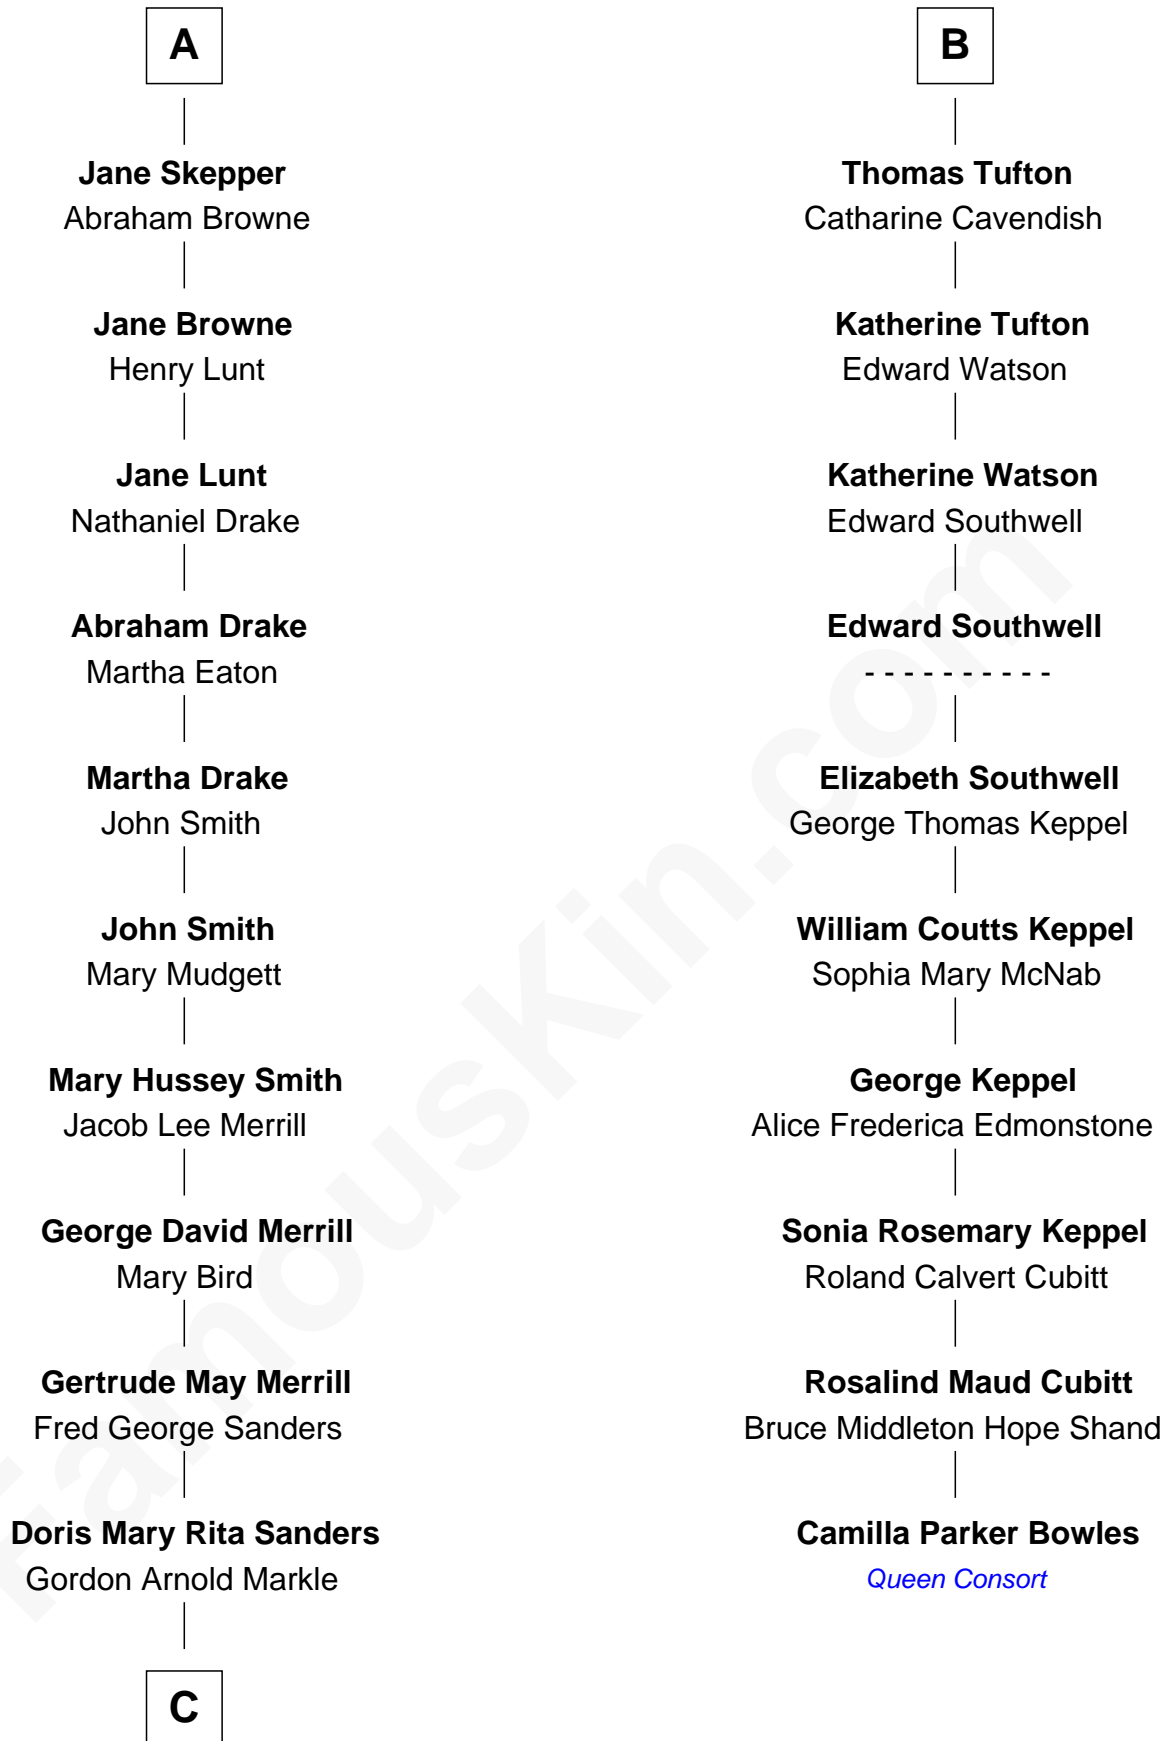 A
Jane Skepper
Abraham Browne
Jane Browne
Henry Lunt
Jane Lunt
Nathaniel Drake
Abraham Drake
Martha Eaton
Martha Drake
John Smith
John Smith
Mary Mudgett
Mary Hussey Smith
Jacob Lee Merrill
George David Merrill
Mary Bird
Gertrude May Merrill
Fred George Sanders
Doris Mary Rita Sanders
Gordon Arnold Markle
C
B
Thomas Tufton
Catharine Cavendish
Katherine Tufton
Edward Watson
Katherine Watson
Edward Southwell
Edward Southwell
- - - - - - - - - -
Elizabeth Southwell
George Thomas Keppel
William Coutts Keppel
Sophia Mary McNab
George Keppel
Alice Frederica Edmonstone
Sonia Rosemary Keppel
Roland Calvert Cubitt
Rosalind Maud Cubitt
Bruce Middleton Hope Shand
Camilla Parker Bowles
Queen Consort
FamousKin.com